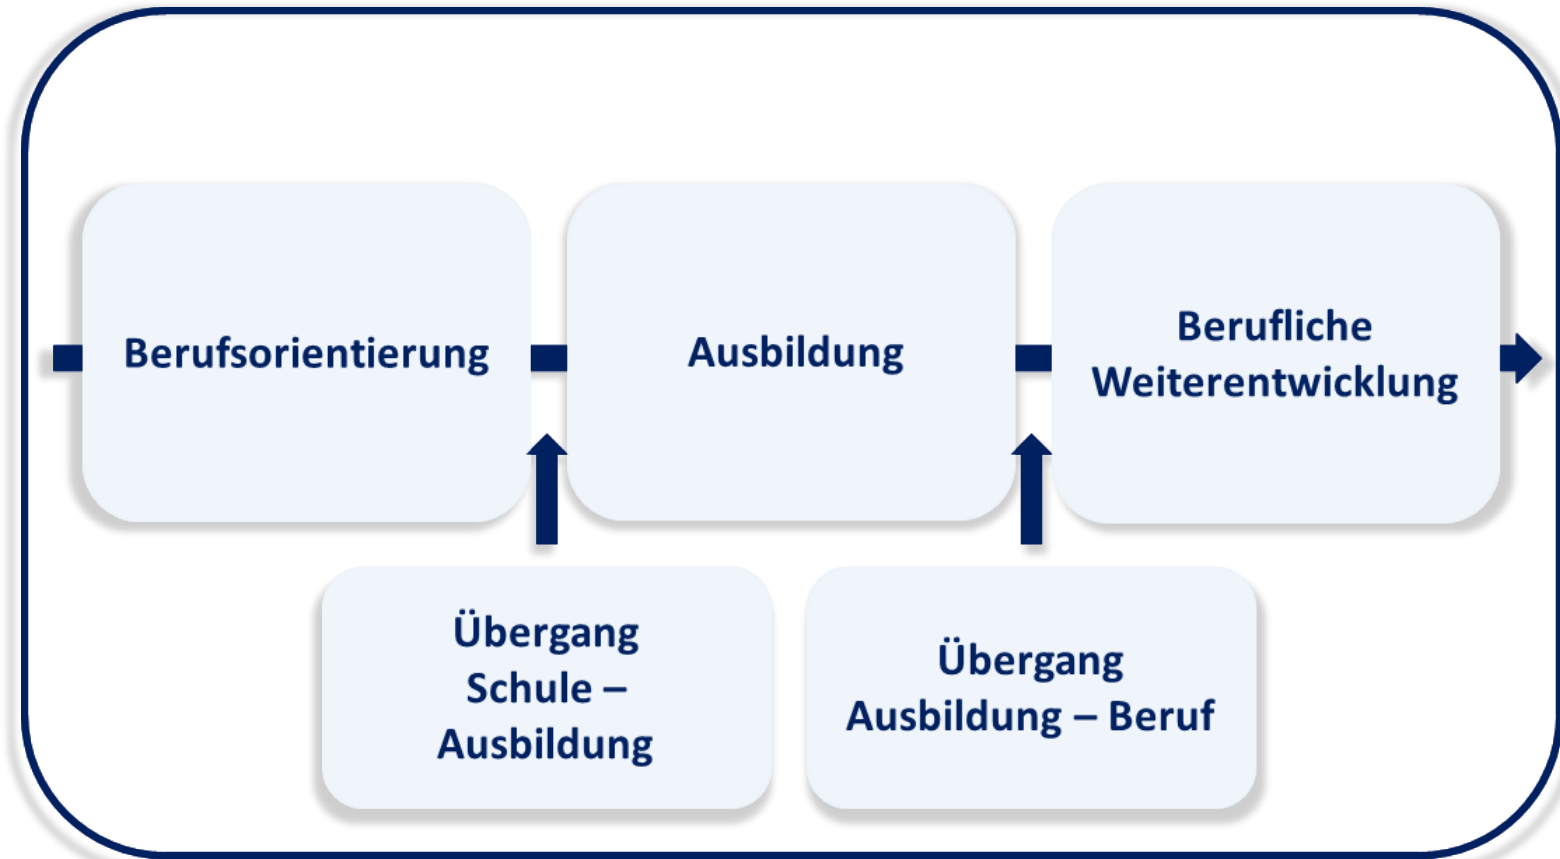 Berufsorientierung
Ausbildung
Berufliche
Weiterentwicklung
Übergang
Schule –
Ausbildung
Übergang
Ausbildung – Beruf